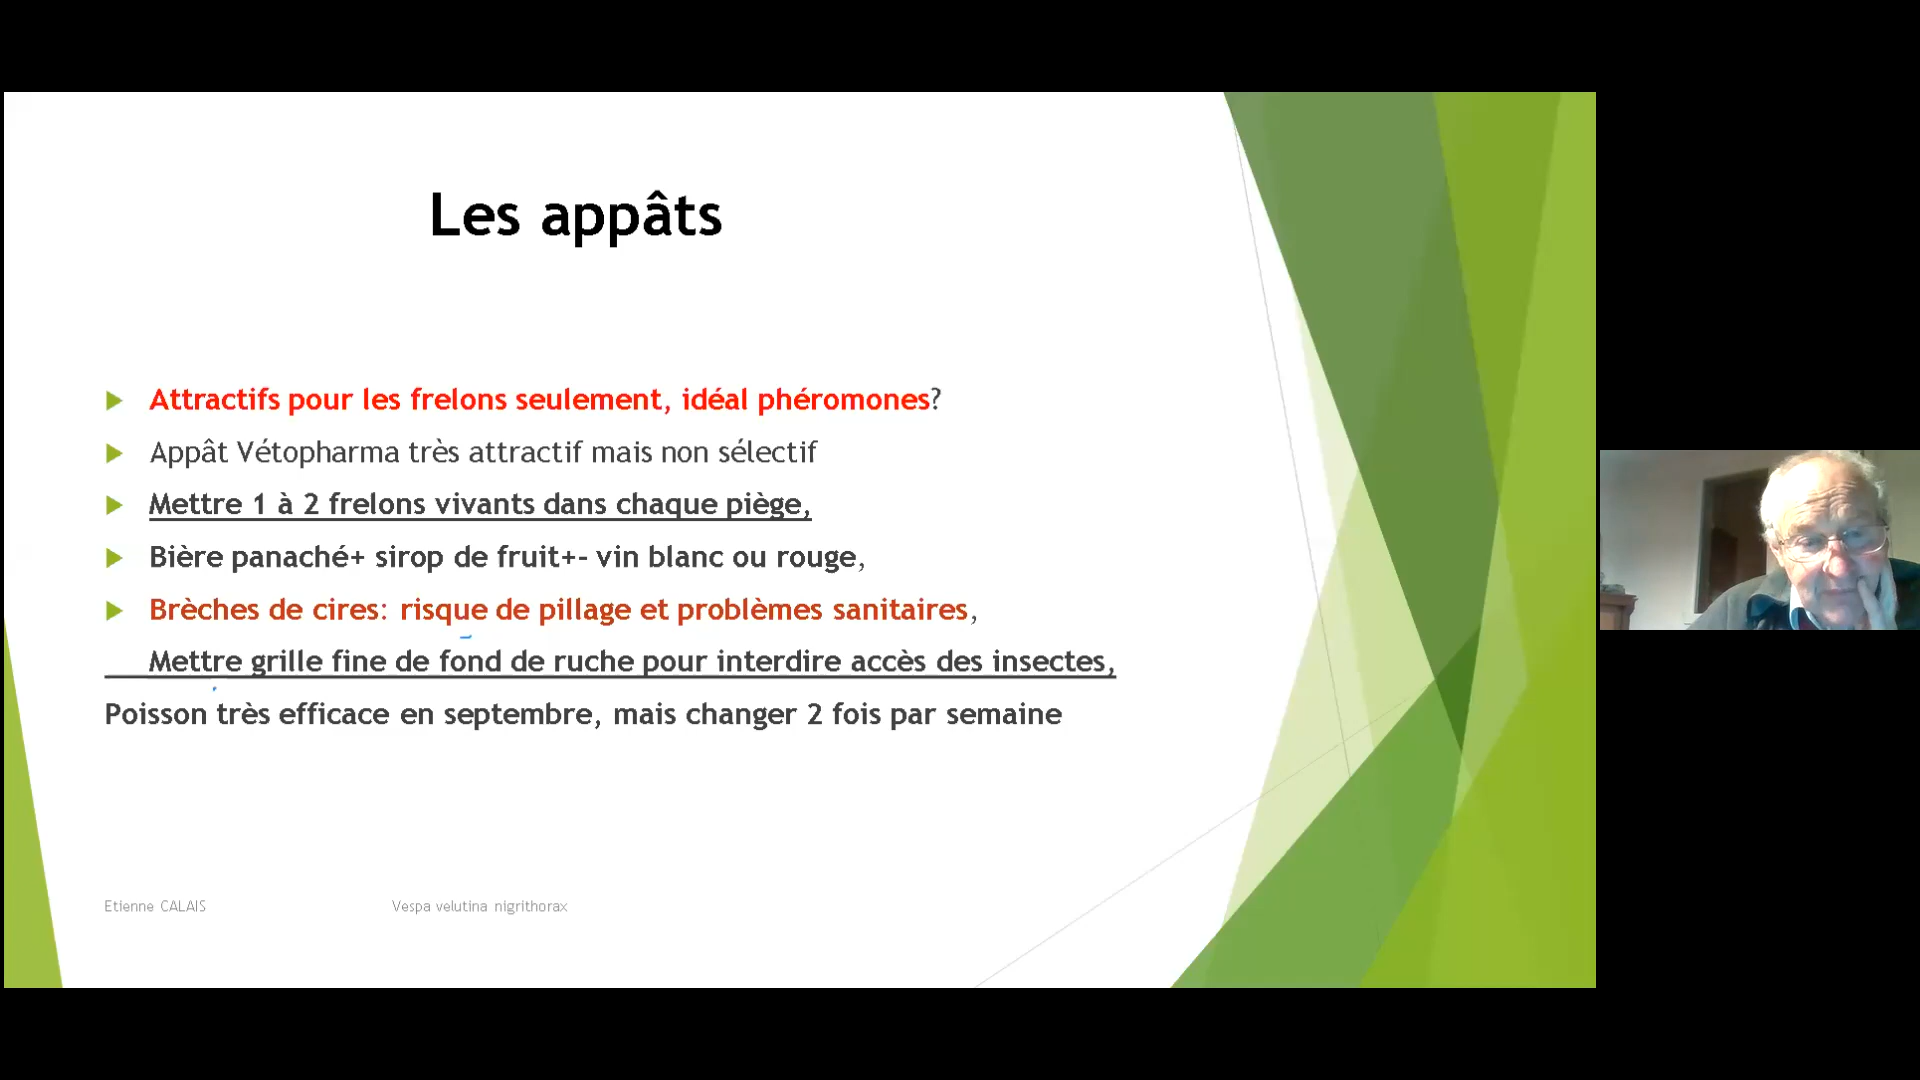 Les appâts
Attractifs pour les frelons seulement, idéal phéromones?
Appât Vétopharma très attractif mais non sélectif
Mettre 1 à 2 frelons vivants dans chaque piège,
Bière panaché+ sirop de fruit+- vin blanc ou rouge,
Brèches de cires: risque de pillage et problèmes sanitaires,
Mettre grille fine de fond de ruche pour interdire accès des insectes,
Poisson très efficace en septembre, mais changer 2 fois par semaine
Etienne CALAIS
Vespa velutina nigrithorax